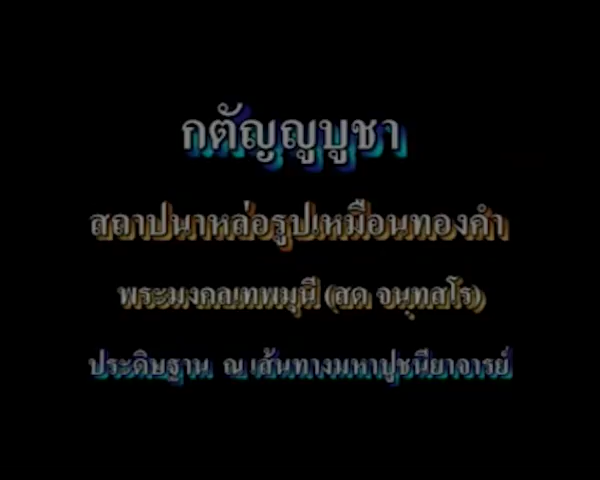 กตัญญูบูชา
สถาปนาหล่อรูปเหมือนทองคำ
พระมงคลเทพมุนี (สด จนฺทสโร)
ประดิษฐาน ณ เส้นทางมหาปูชนียาจารย์